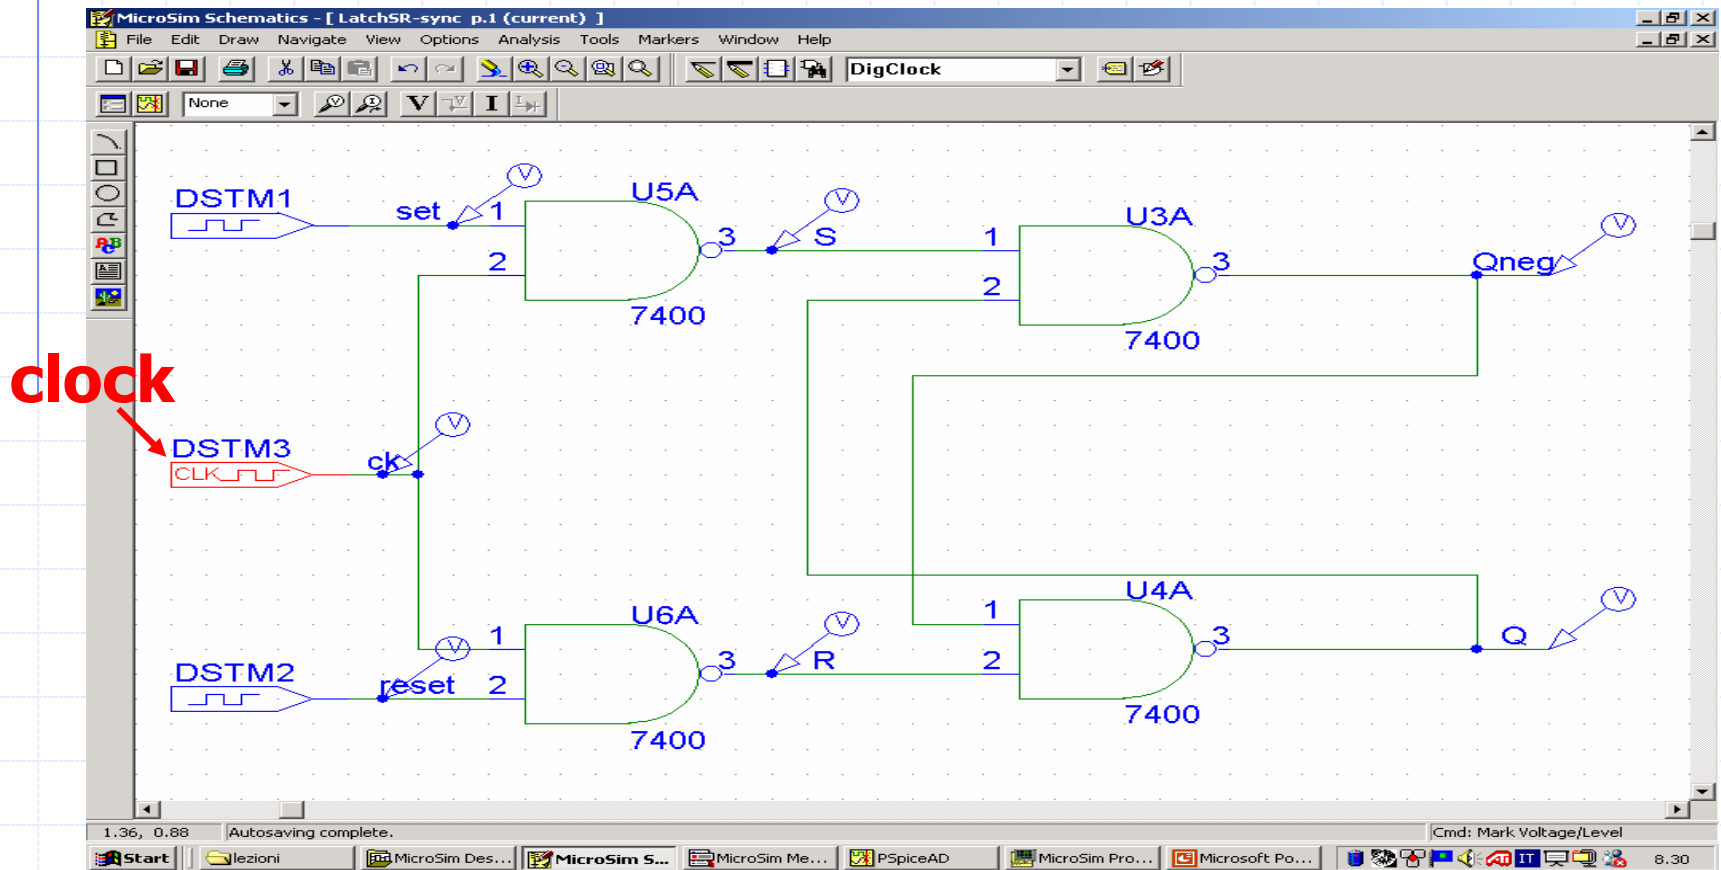 MicroSim Schematics - [ LatchSR-sync p.1 (current) ]
File Edit Draw Navigate View Options Analysis Tools Markers Window Help
DigClock
None V V I I
ABC
DSTM1 set 1 V U5A V
3 S
2
7400
1 U3A V
3 Qneg
2
7400
clock
V
DSTM3 ck
CLK
U6A V
1 V
3 R
DSTM2 reset 2
7400
1 U4A V
3 Q
2
7400
1.36, 0.88 Autosaving complete. Cmd: Mark Voltage/Level
Start lezioni MicroSim Des... MicroSim S... MicroSim Me... PSpiceAD MicroSim Pro... Microsoft Po... IT 8.30